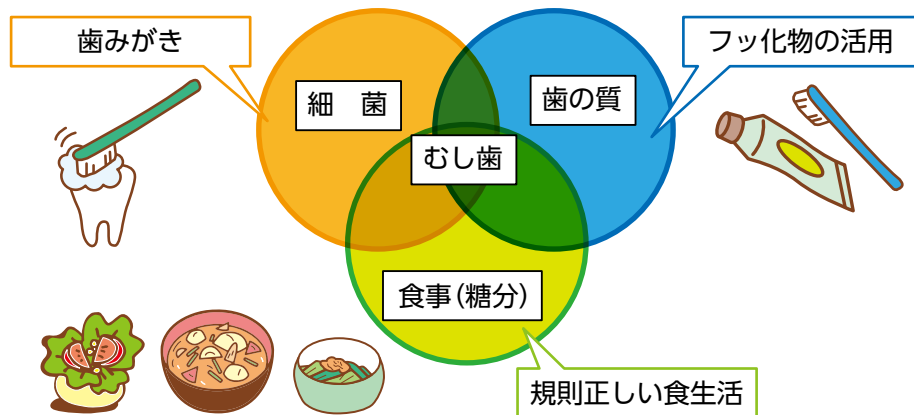 歯みがき
フッ化物の活用
細　菌
歯の質
むし歯
食事(糖分)
規則正しい食生活